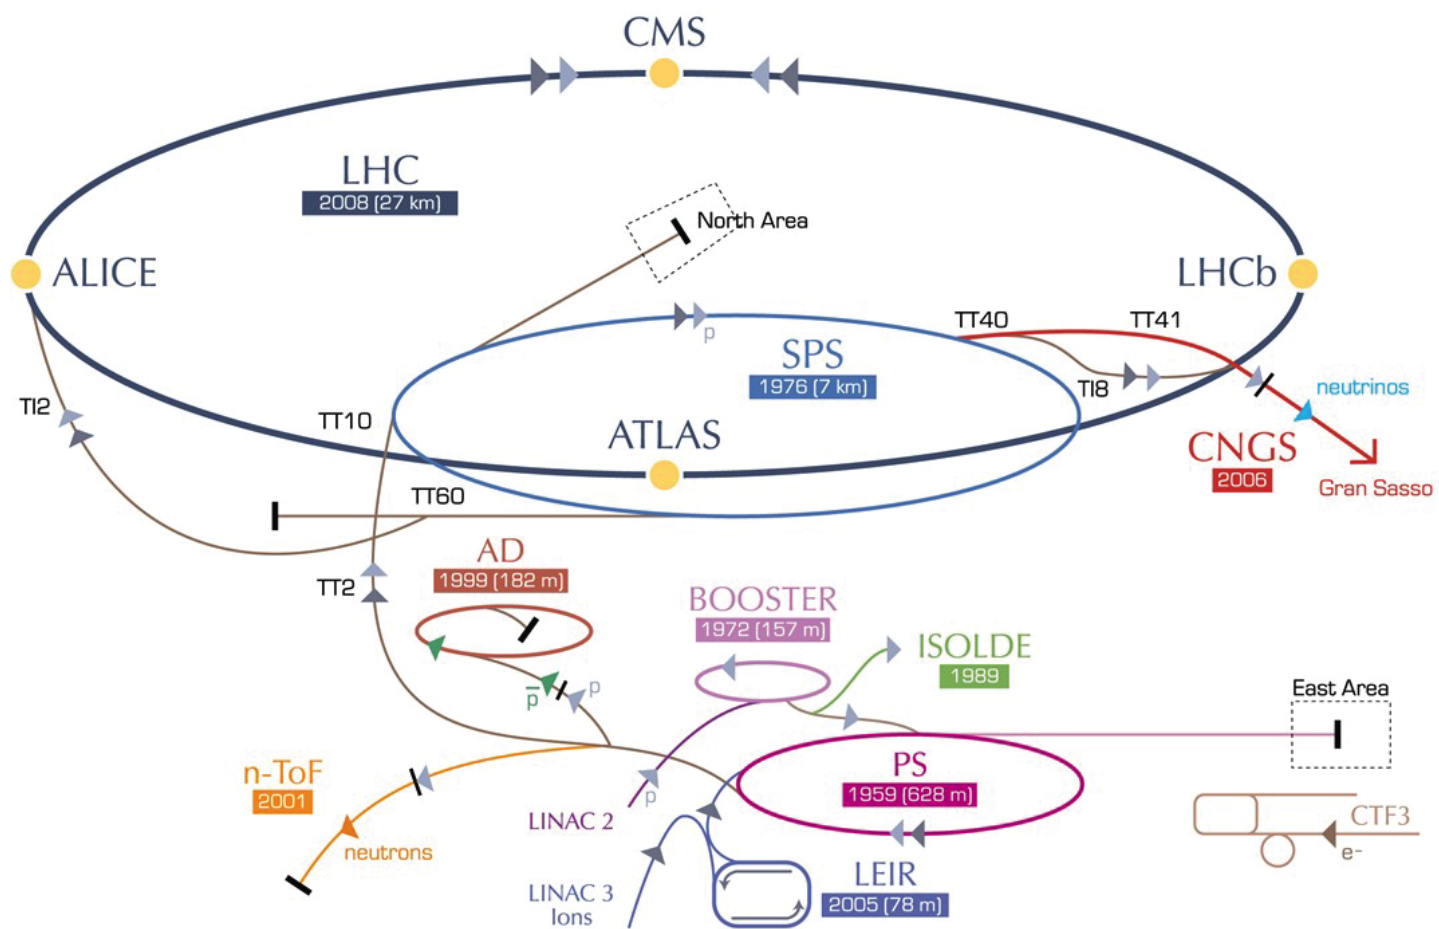 CMS
LHC
2008 (27 km)
North Area
ALICE
LHCb
TT40
TT41
SPS
1976 (7 km)
p
TI8
neutrinos
TI2
TT10
ATLAS
CNGS
2006
Gran Sasso
TT60
AD
1999 (182 m)
TT2
BOOSTER
1972 (157 m)
ISOLDE
1989
p̅
p
East Area
n-ToF
2001
PS
1959 (628 m)
p
LINAC 2
CTF3
neutrons
e-
LINAC 3
Ions
LEIR
2005 (78 m)